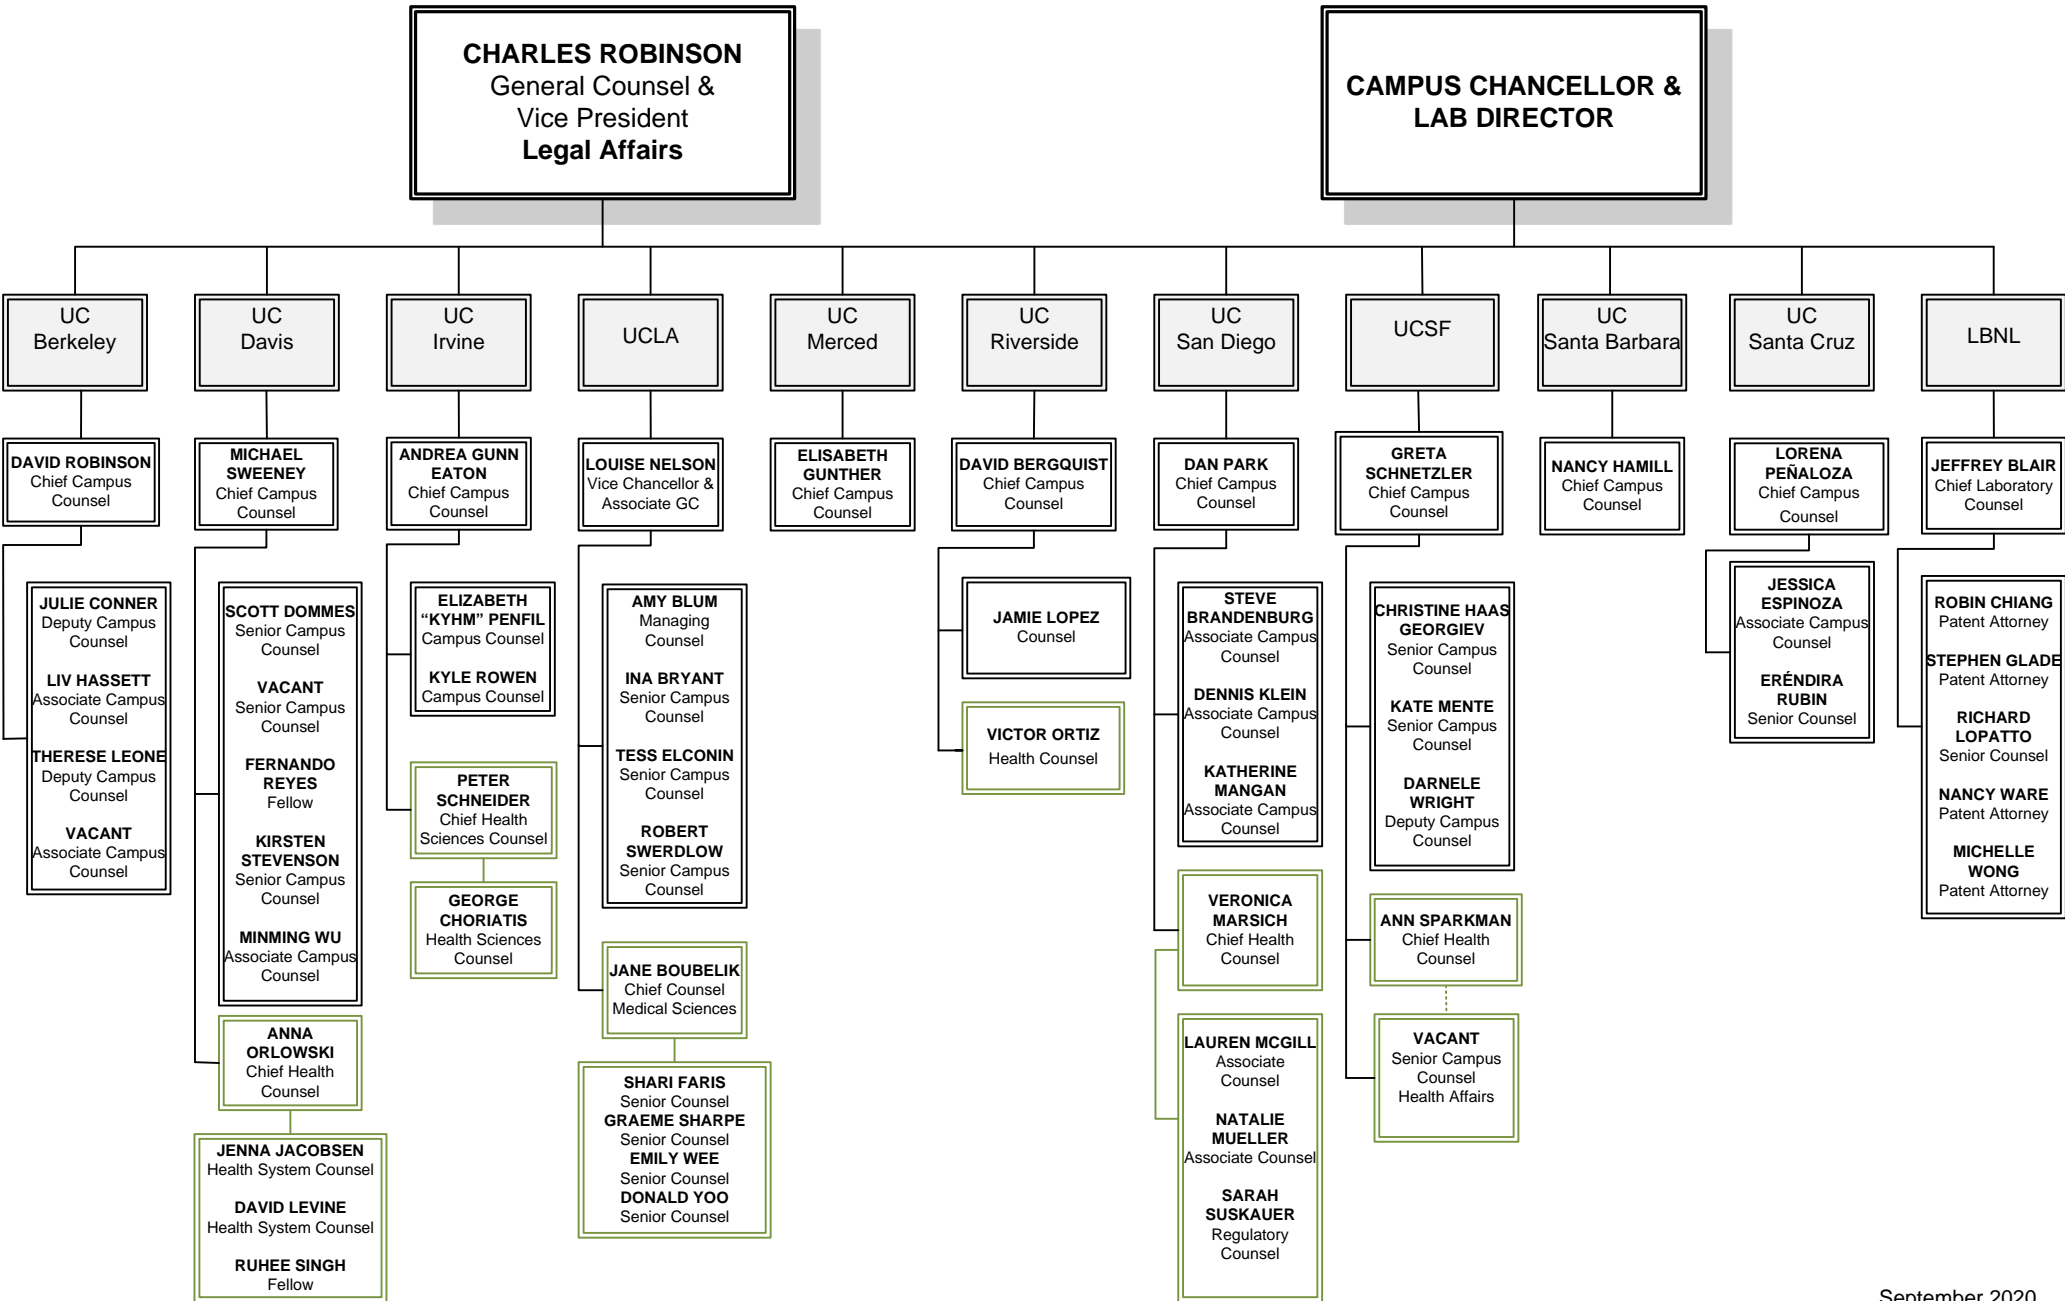 CHARLES ROBINSON
General Counsel &
Vice President
Legal Affairs
CAMPUS CHANCELLOR &
LAB DIRECTOR
UC
Berkeley
UC
Davis
UC
Irvine
UCLA
UC
Merced
UC
Riverside
UC
San Diego
UCSF
UC
Santa Barbara
UC
Santa Cruz
LBNL
DAVID ROBINSON
Chief Campus
Counsel
MICHAEL
SWEENEY
Chief Campus
Counsel
ANDREA GUNN
EATON
Chief Campus
Counsel
LOUISE NELSON
Vice Chancellor &
Associate GC
ELISABETH
GUNTHER
Chief Campus
Counsel
DAVID BERGQUIST
Chief Campus
Counsel
DAN PARK
Chief Campus
Counsel
GRETA
SCHNETZLER
Chief Campus
Counsel
NANCY HAMILL
Chief Campus
Counsel
LORENA
PEÑALOZA
Chief Campus
Counsel
JEFFREY BLAIR
Chief Laboratory
Counsel
JULIE CONNER
Deputy Campus
Counsel
LIV HASSETT
Associate Campus
Counsel
THERESE LEONE
Deputy Campus
Counsel
VACANT
Associate Campus
Counsel
SCOTT DOMMES
Senior Campus
Counsel
VACANT
Senior Campus
Counsel
FERNANDO
REYES
Fellow
KIRSTEN
STEVENSON
Senior Campus
Counsel
MINMING WU
Associate Campus
Counsel
ANNA
ORLOWSKI
Chief Health
Counsel
JENNA JACOBSEN
Health System Counsel
DAVID LEVINE
Health System Counsel
RUHEE SINGH
Fellow
ELIZABETH
“KYHM” PENFIL
Campus Counsel
KYLE ROWEN
Campus Counsel
PETER
SCHNEIDER
Chief Health
Sciences Counsel
GEORGE
CHORIATIS
Health Sciences
Counsel
AMY BLUM
Managing
Counsel
INA BRYANT
Senior Campus
Counsel
TESS ELCONIN
Senior Campus
Counsel
ROBERT
SWERDLOW
Senior Campus
Counsel
JANE BOUBELIK
Chief Counsel
Medical Sciences
SHARI FARIS
Senior Counsel
GRAEME SHARPE
Senior Counsel
EMILY WEE
Senior Counsel
DONALD YOO
Senior Counsel
JAMIE LOPEZ
Counsel
VICTOR ORTIZ
Health Counsel
STEVE
BRANDENBURG
Associate Campus
Counsel
DENNIS KLEIN
Associate Campus
Counsel
KATHERINE
MANGAN
Associate Campus
Counsel
VERONICA
MARSICH
Chief Health
Counsel
LAUREN MCGILL
Associate
Counsel
NATALIE
MUELLER
Associate Counsel
SARAH
SUSKAUER
Regulatory
Counsel
CHRISTINE HAAS
GEORGIEV
Senior Campus
Counsel
KATE MENTE
Senior Campus
Counsel
DARNELE
WRIGHT
Deputy Campus
Counsel
ANN SPARKMAN
Chief Health
Counsel
VACANT
Senior Campus
Counsel
Health Affairs
JESSICA
ESPINOZA
Associate Campus
Counsel
ERÉNDIRA
RUBIN
Senior Counsel
ROBIN CHIANG
Patent Attorney
STEPHEN GLADE
Patent Attorney
RICHARD
LOPATTO
Senior Counsel
NANCY WARE
Patent Attorney
MICHELLE
WONG
Patent Attorney
September 2020